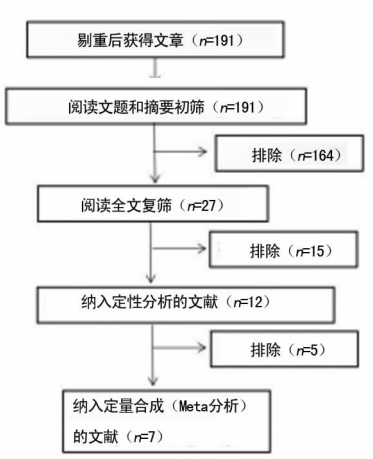 剔重后获得文章（n=191）
阅读文题和摘要初筛（n=191）
排除（n=164）
阅读全文复筛（n=27）
排除（n=15）
纳入定性分析的文献（n=12）
排除（n=5）
纳入定量合成（Meta分析）
的文献（n=7）